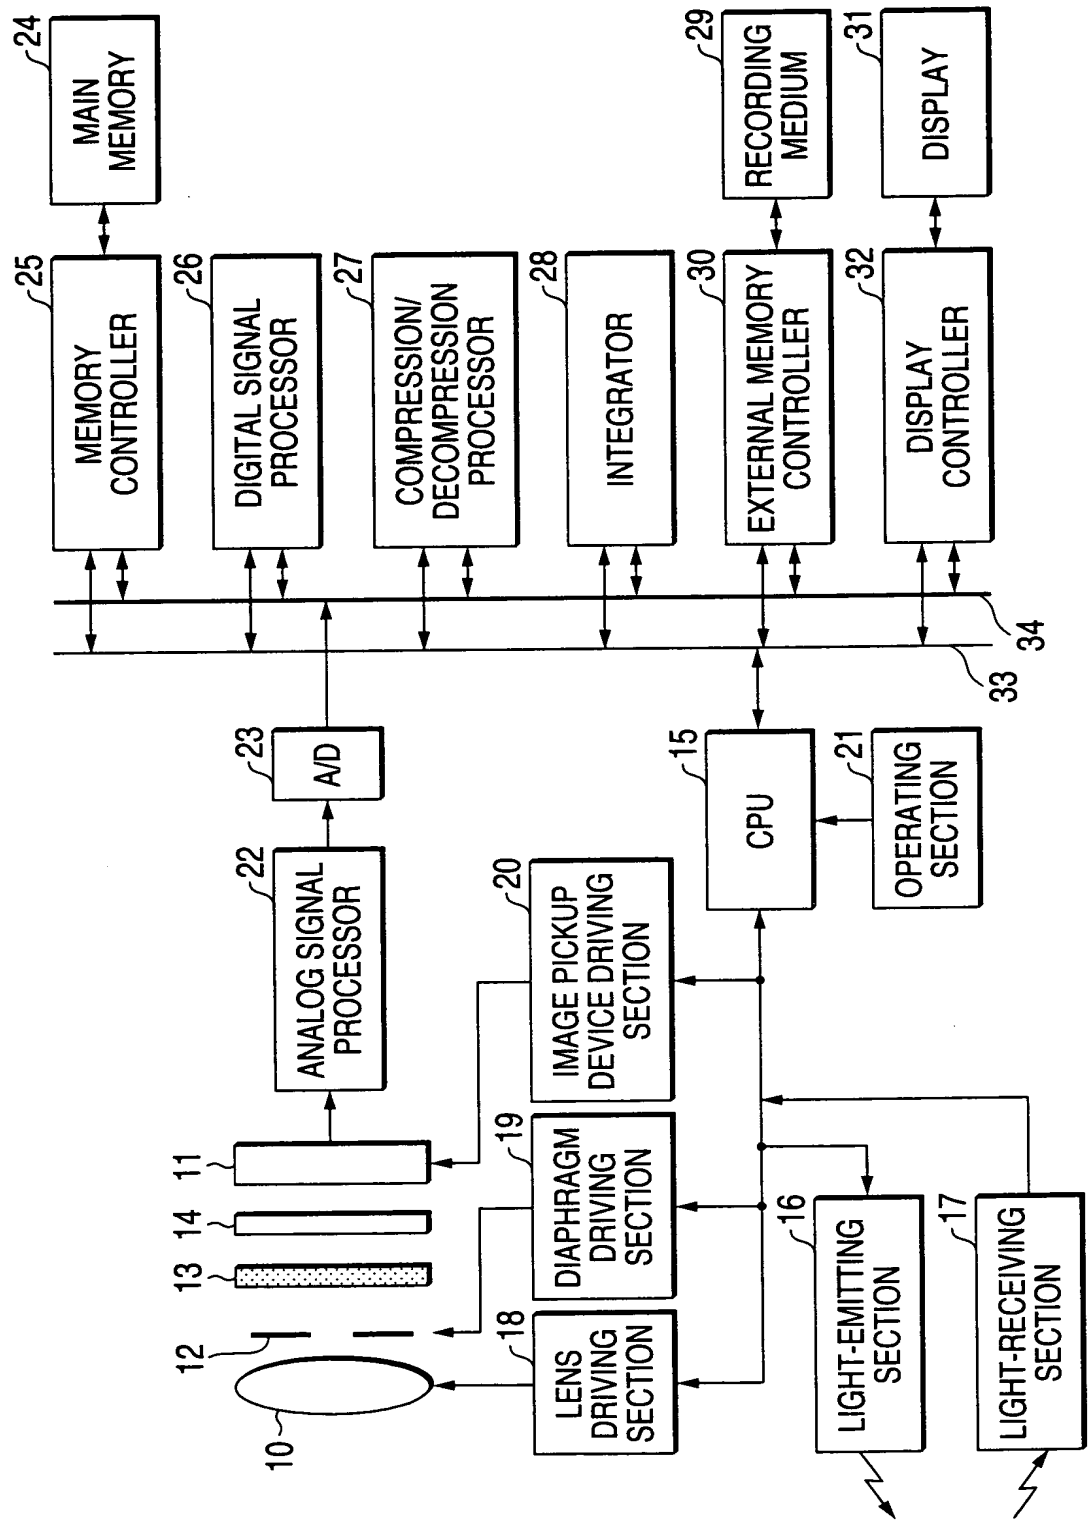 10
12
13
14
11
22
ANALOG SIGNAL
PROCESSOR
23
A/D
18
LENS
DRIVING
SECTION
19
DIAPHRAGM
DRIVING
SECTION
20
IMAGE PICKUP
DEVICE DRIVING
SECTION
15
CPU
16
LIGHT-EMITTING
SECTION
17
LIGHT-RECEIVING
SECTION
21
OPERATING
SECTION
33
34
25
MEMORY
CONTROLLER
24
MAIN
MEMORY
26
DIGITAL SIGNAL
PROCESSOR
27
COMPRESSION/
DECOMPRESSION
PROCESSOR
28
INTEGRATOR
30
EXTERNAL MEMORY
CONTROLLER
29
RECORDING
MEDIUM
32
DISPLAY
CONTROLLER
31
DISPLAY